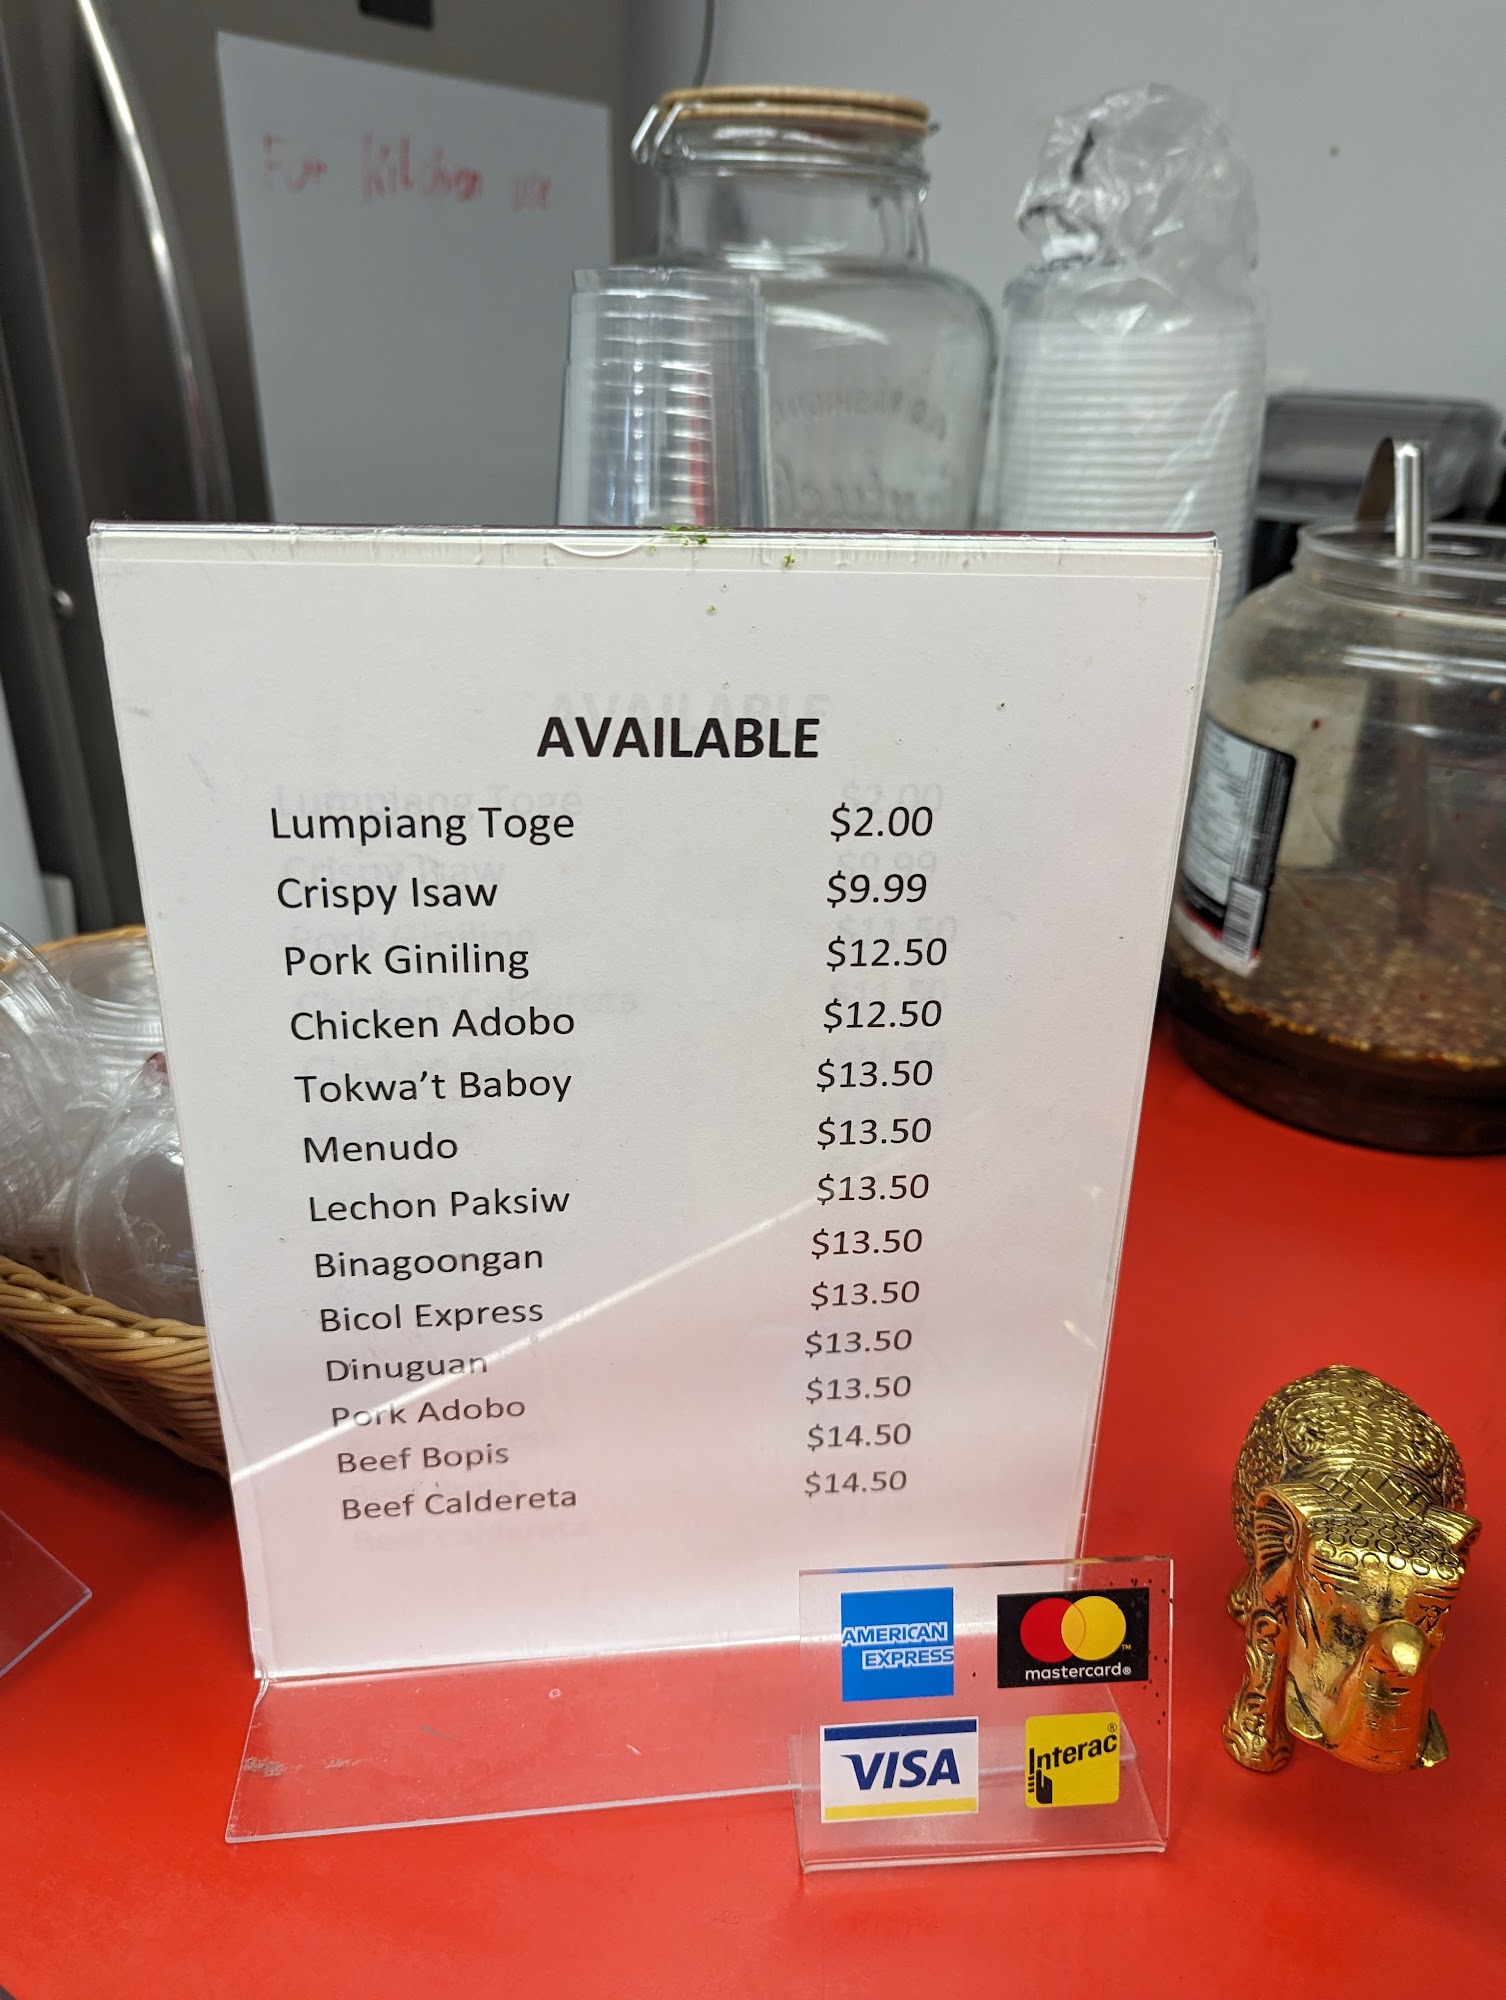 For kitchen use
AVAILABLE
Lumpiang Toge $2.00
Crispy Isaw $9.99
Pork Giniling $12.50
Chicken Adobo $12.50
Tokwa't Baboy $13.50
Menudo $13.50
Lechon Paksiw $13.50
Binagoongan $13.50
Bicol Express $13.50
Dinuguan $13.50
Pork Adobo $13.50
Beef Bopis $14.50
Beef Caldereta $14.50
AMERICAN
EXPRESS
mastercard®
VISA
Interac®